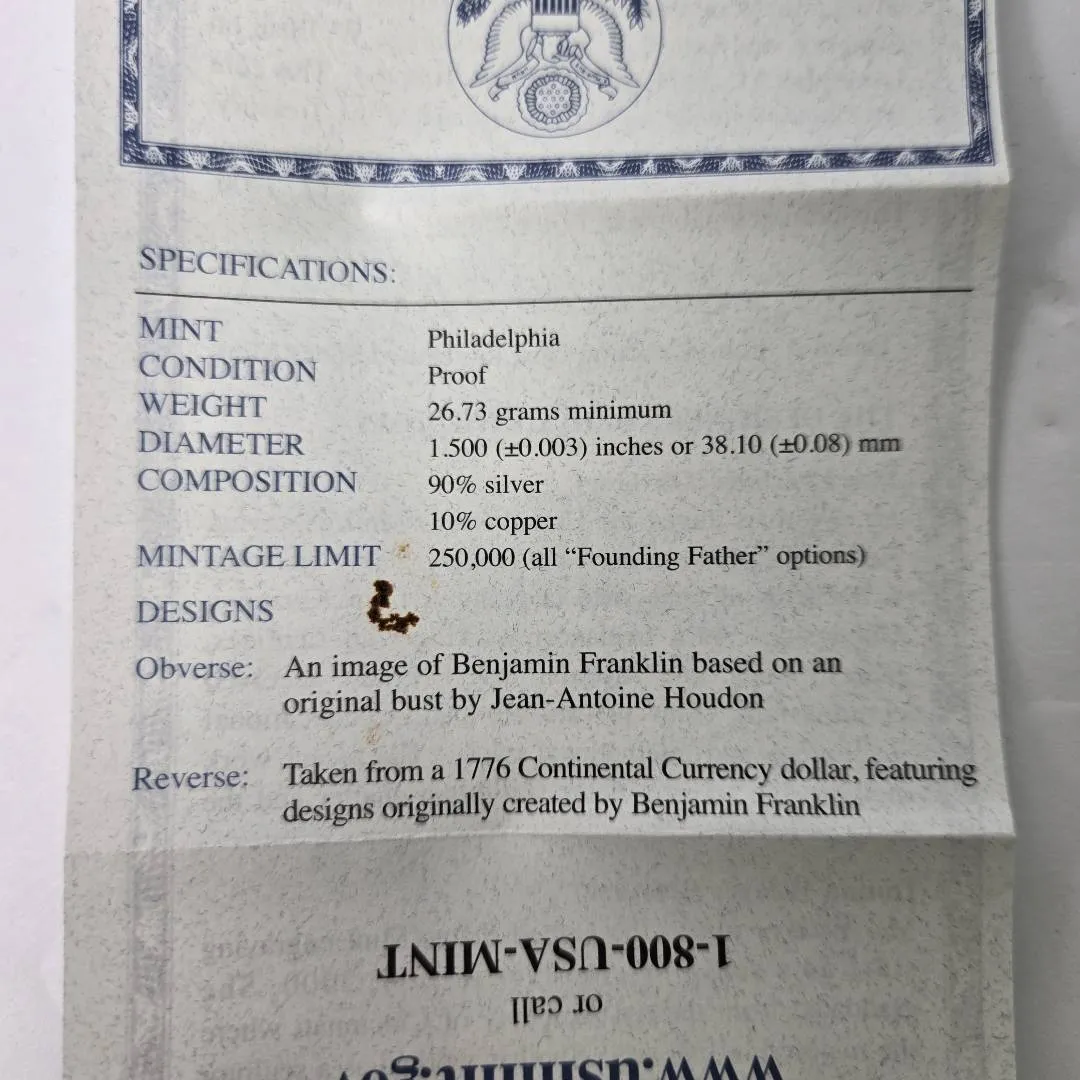 SPECIFICATIONS:
MINT Philadelphia
CONDITION Proof
WEIGHT 26.73 grams minimum
DIAMETER 1.500 (±0.003) inches or 38.10 (±0.08) mm
COMPOSITION 90% silver
10% copper
MINTAGE LIMIT 250,000 (all “Founding Father” options)
DESIGNS
Obverse: An image of Benjamin Franklin based on an
original bust by Jean-Antoine Houdon
Reverse: Taken from a 1776 Continental Currency dollar, featuring
designs originally created by Benjamin Franklin
1-800-USA-MINT
or call
www.usmint.gov